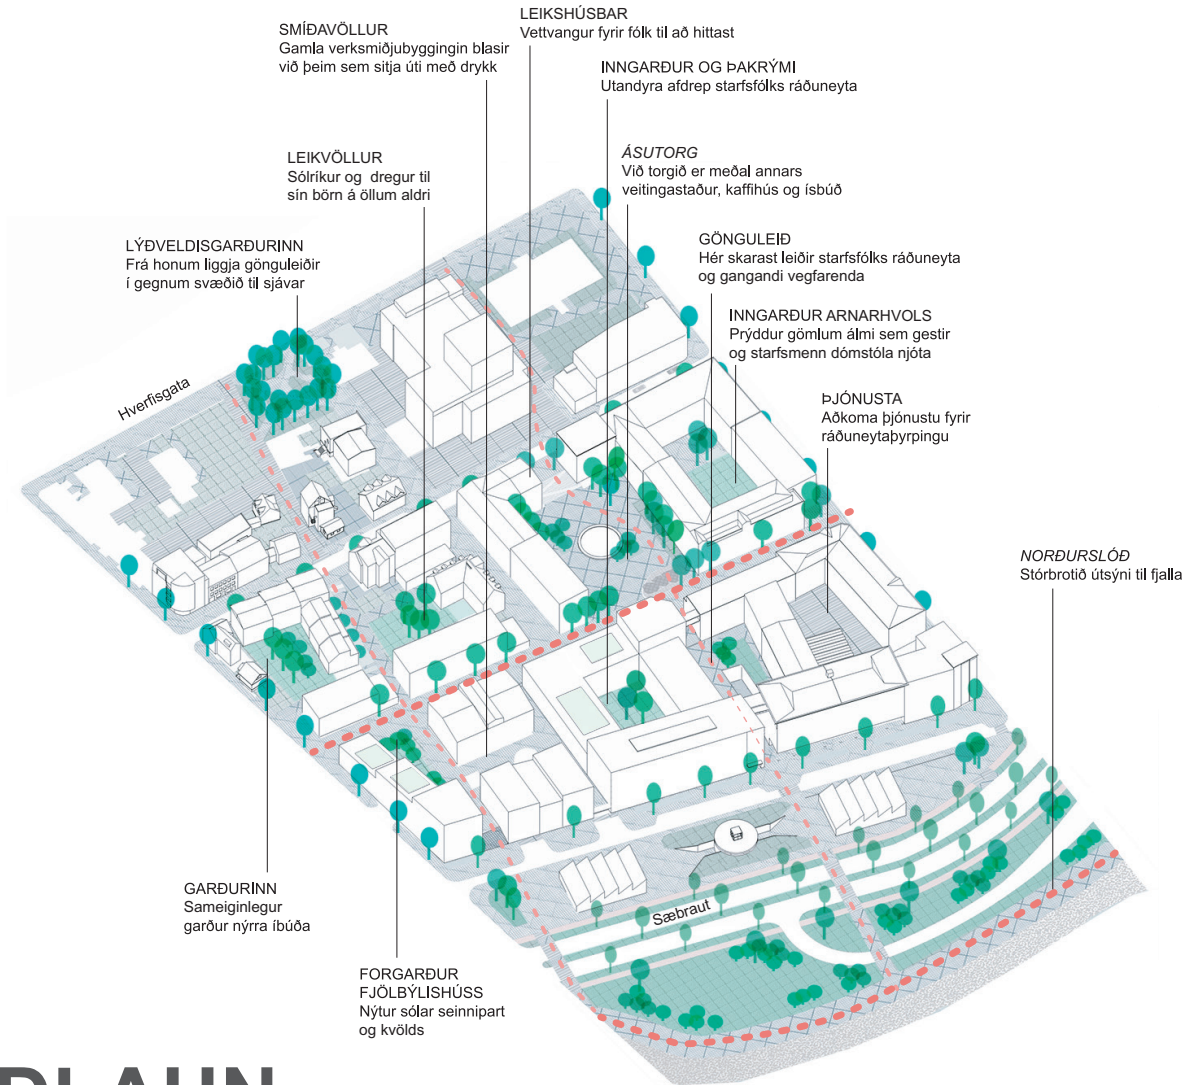 LEIKSHÚSBAR
Vettvangur fyrir fólk til að hittast
SMÍÐAVÖLLUR
Gamla verksmiðjubyggingin blasir
við þeim sem sitja úti með drykk
INNGARÐUR OG ÞAKRÝMI
Utandyra afdrep starfsfólks ráðuneyta
LEIKVÖLLUR
Sólríkur og dregur til
sín börn á öllum aldri
ÁSUTORG
Við torgið er meðal annars
veitingastaður, kaffihús og ísbúð
LÝÐVELDISGARÐURINN
Frá honum liggja gönguleiðir
í gegnum svæðið til sjávar
GÖNGULEIÐ
Hér skarast leiðir starfsfólks ráðuneyta
og gangandi vegfarenda
INNGARÐUR ARNARHVOLS
Prýddur gömlum álmi sem gestir
og starfsmenn dómstóla njóta
Hverfisgata
ÞJÓNUSTA
Aðkoma þjónustu fyrir
ráðuneytaþyrpingu
NORÐURSLÓÐ
Stórbrotið útsýni til fjalla
GARÐURINN
Sameiginlegur
garður nýrra íbúða
Sæbraut
FORGARÐUR
FJÖLBÝLISHÚSS
Nýtur sólar seinnipart
og kvölds